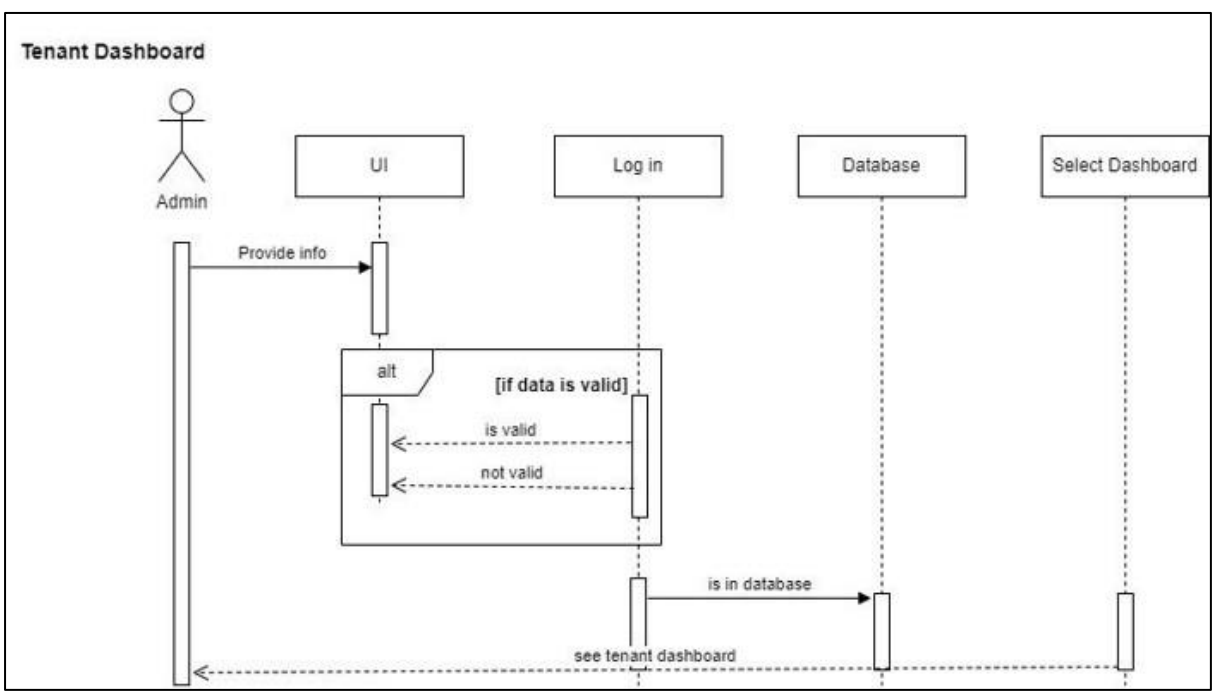 Tenant Dashboard
Admin
UI
Log in
Database
Select Dashboard
Provide info
alt
[if data is valid]
is valid
not valid
is in database
see tenant dashboard